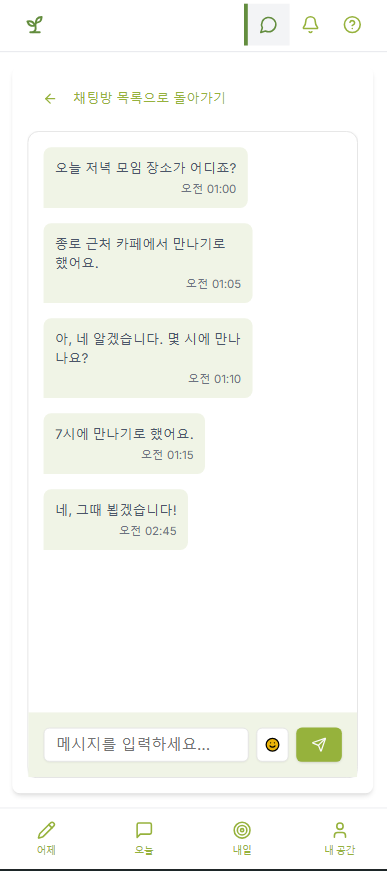 채팅방 목록으로 돌아가기
오늘 저녁 모임 장소가 어디죠?
오전 01:00
종로 근처 카페에서 만나기로
했어요.
오전 01:05
아, 네 알겠습니다. 몇 시에 만나
나요?
오전 01:10
7시에 만나기로 했어요.
오전 01:15
네, 그때 뵙겠습니다!
오전 02:45
메시지를 입력하세요...
어제
오늘
내일
내 공간